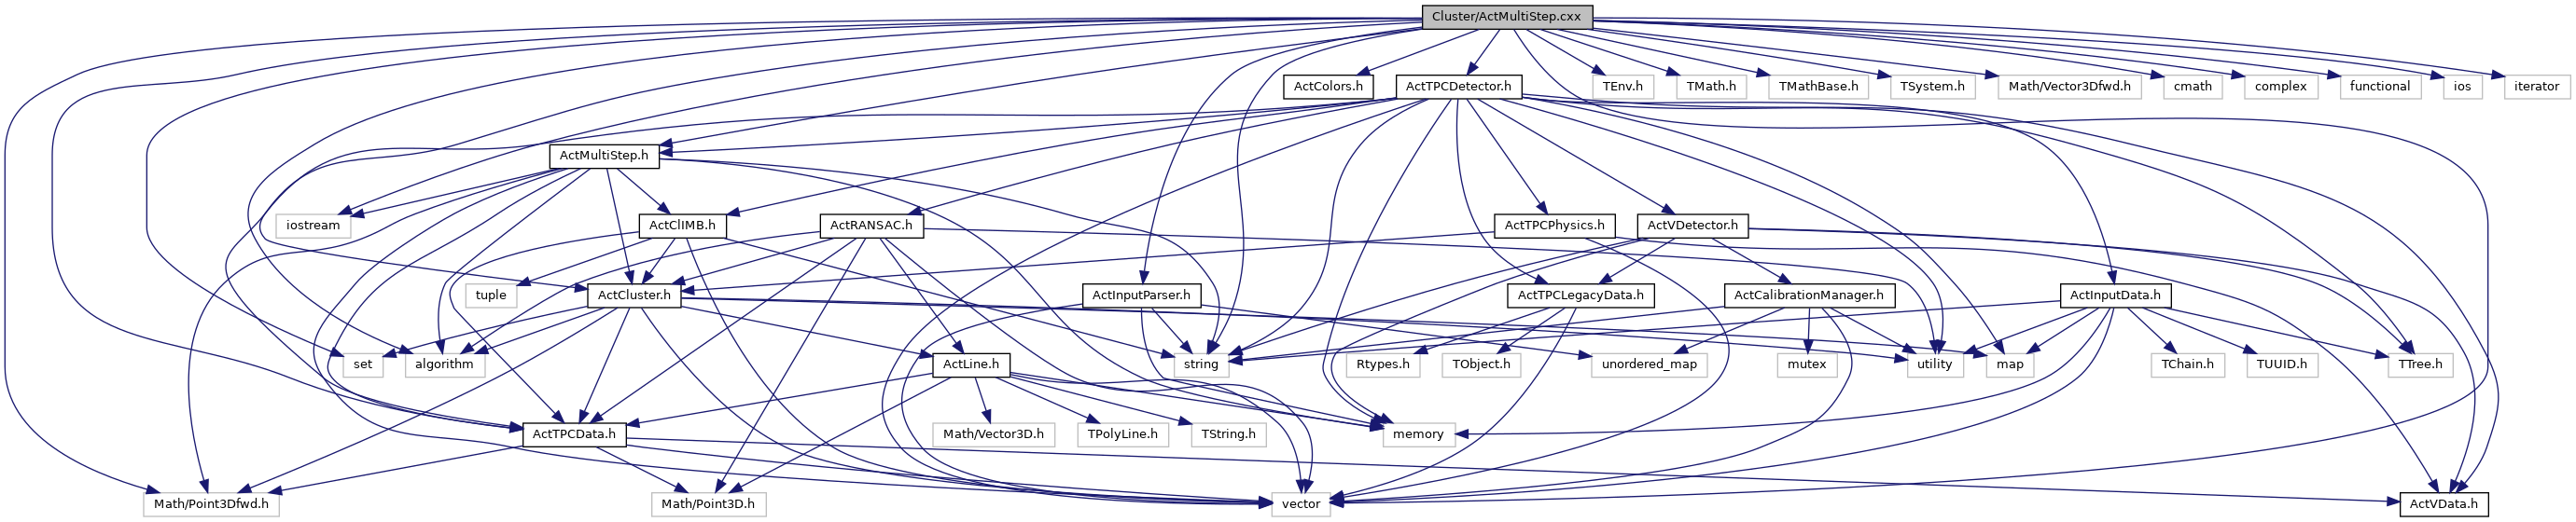 Cluster/ActMultiStep.cxx
ActColors.h
ActTPCDetector.h
TEnv.h
TMath.h
TMathBase.h
TSystem.h
Math/Vector3Dfwd.h
cmath
complex
functional
ios
iterator
ActMultiStep.h
iostream
ActClIMB.h
ActRANSAC.h
ActTPCPhysics.h
ActVDetector.h
tuple
ActCluster.h
ActInputParser.h
ActTPCLegacyData.h
ActCalibrationManager.h
ActInputData.h
set
algorithm
ActLine.h
string
Rtypes.h
TObject.h
unordered_map
mutex
utility
map
TChain.h
TUUID.h
TTree.h
ActTPCData.h
Math/Vector3D.h
TPolyLine.h
TString.h
memory
Math/Point3Dfwd.h
Math/Point3D.h
vector
ActVData.h